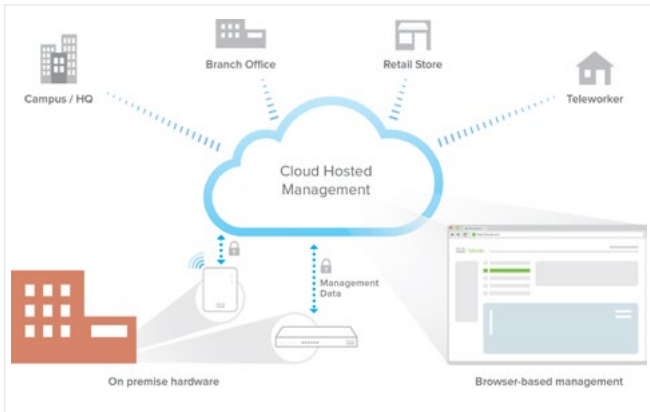 Branch Office
Retail Store
Campus / HQ
Teleworker
Cloud Hosted
Management
Management
Data
On premise hardware
Browser-based management